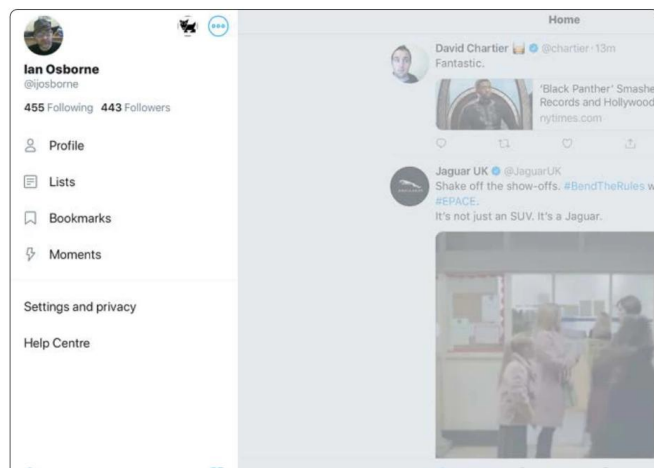 Ian Osborne
@ijosborne
455 Following 443 Followers
Profile
Lists
Bookmarks
Moments
Settings and privacy
Help Centre
Home
David Chartier @chartier · 13m
Fantastic.
'Black Panther' Smashe
Records and Hollywood
nytimes.com
Jaguar UK @JaguarUK
Shake off the show-offs. #BendTheRules w
#EPACE.
It's not just an SUV. It's a Jaguar.